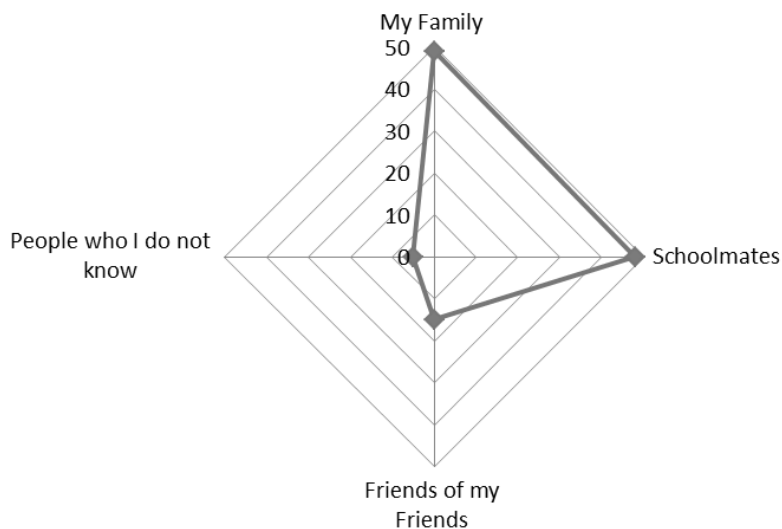 My Family
50
40
30
20
10
0
People who I do not
know
Schoolmates
Friends of my
Friends